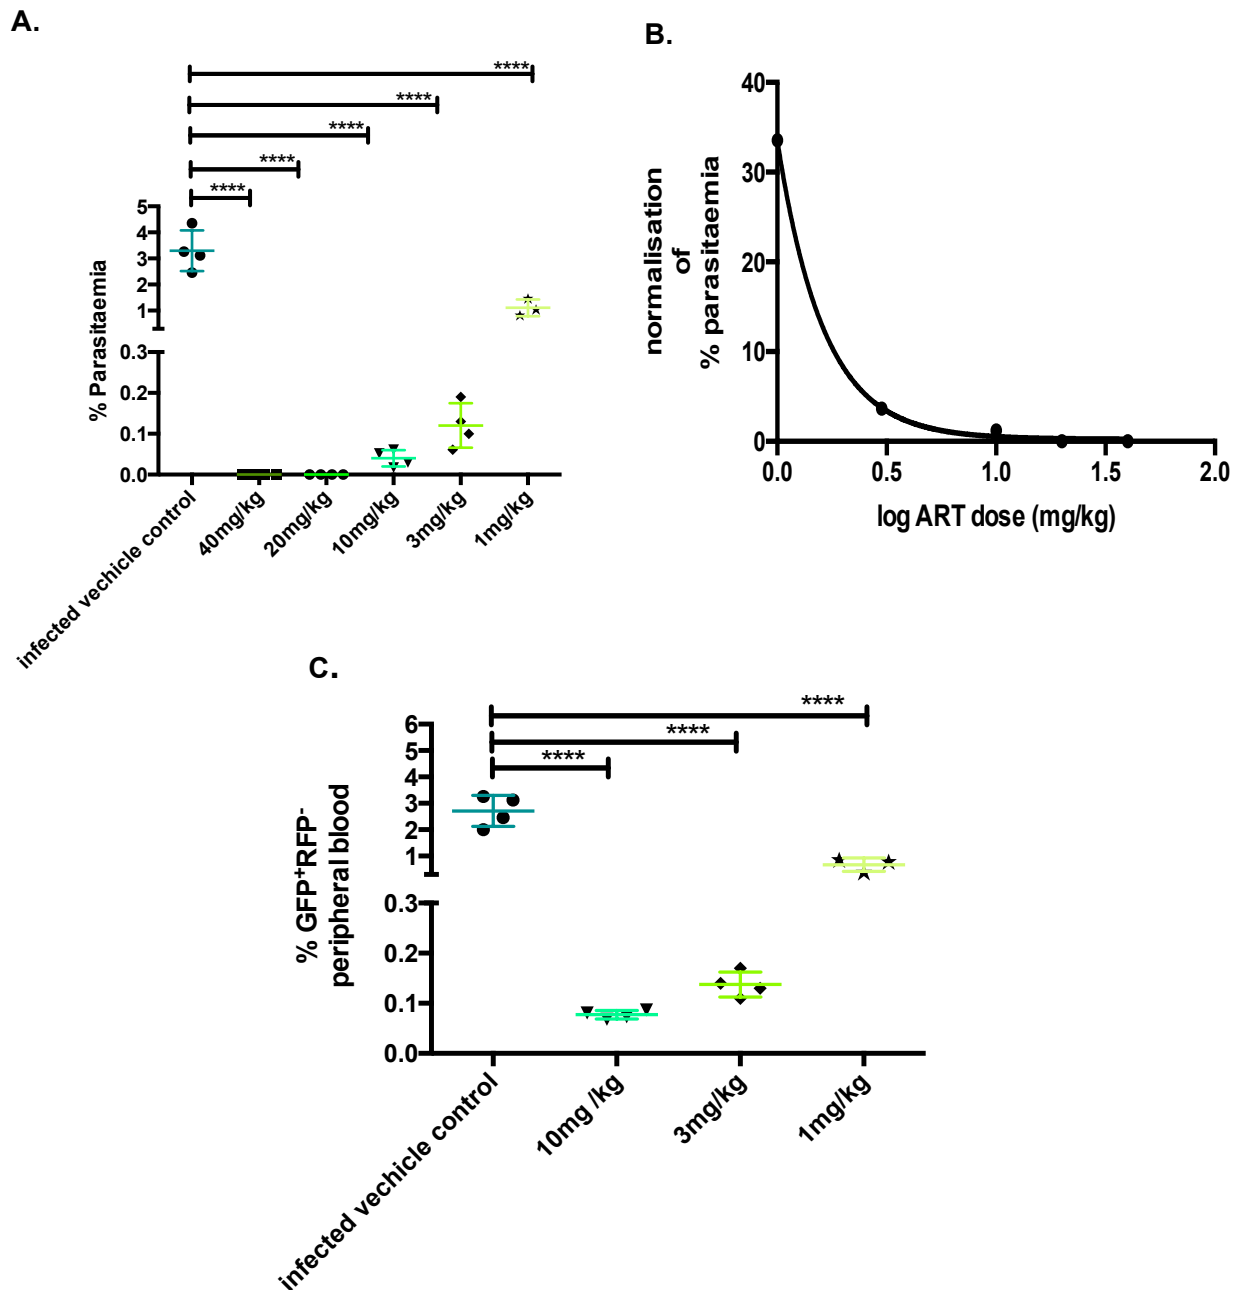 A.
****
****
****
****
****
% Parasitaemia
5
4
3
2
1
0.3
0.2
0.1
0.0
infected vechicle control
40mg/kg
20mg/kg
10mg/kg
3mg/kg
1mg/kg
B.
normalisation
of
% parasitaemia
40
30
20
10
0
0.0
0.5
1.0
1.5
2.0
log ART dose (mg/kg)
C.
****
****
****
% GFP⁺RFP⁻
peripheral blood
6
5
4
3
2
1
0.3
0.2
0.1
0.0
infected vechicle control
10mg /kg
3mg/kg
1mg/kg